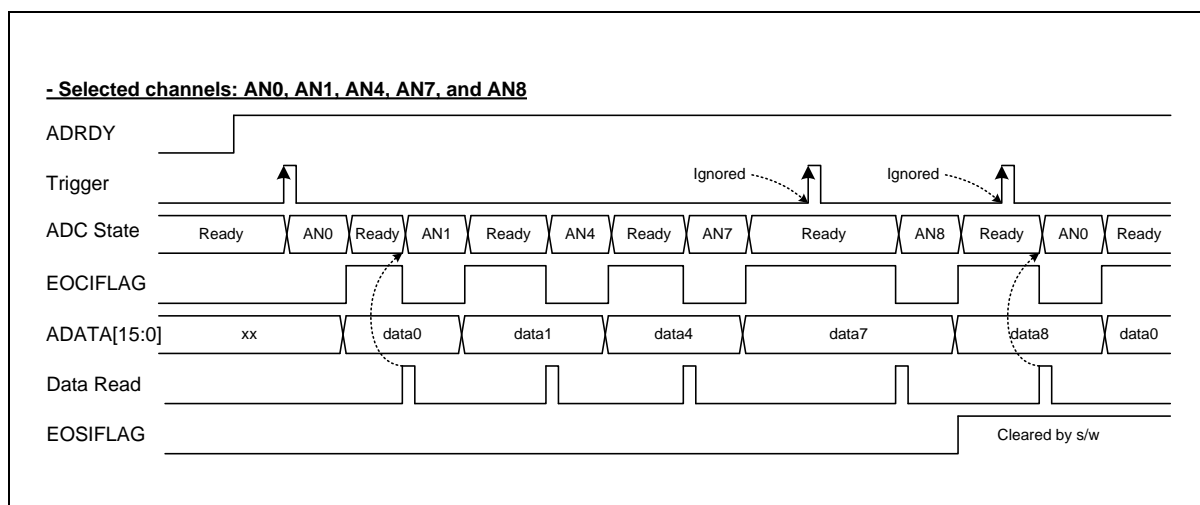 - Selected channels: AN0, AN1, AN4, AN7, and AN8
ADRDY
Trigger
Ignored
Ignored
ADC State
Ready AN0 Ready AN1 Ready AN4 Ready AN7 Ready AN8 Ready AN0 Ready
EOCIFLAG
ADATA[15:0]
xx data0 data1 data4 data7 data8 data0
Data Read
EOSIFLAG
Cleared by s/w